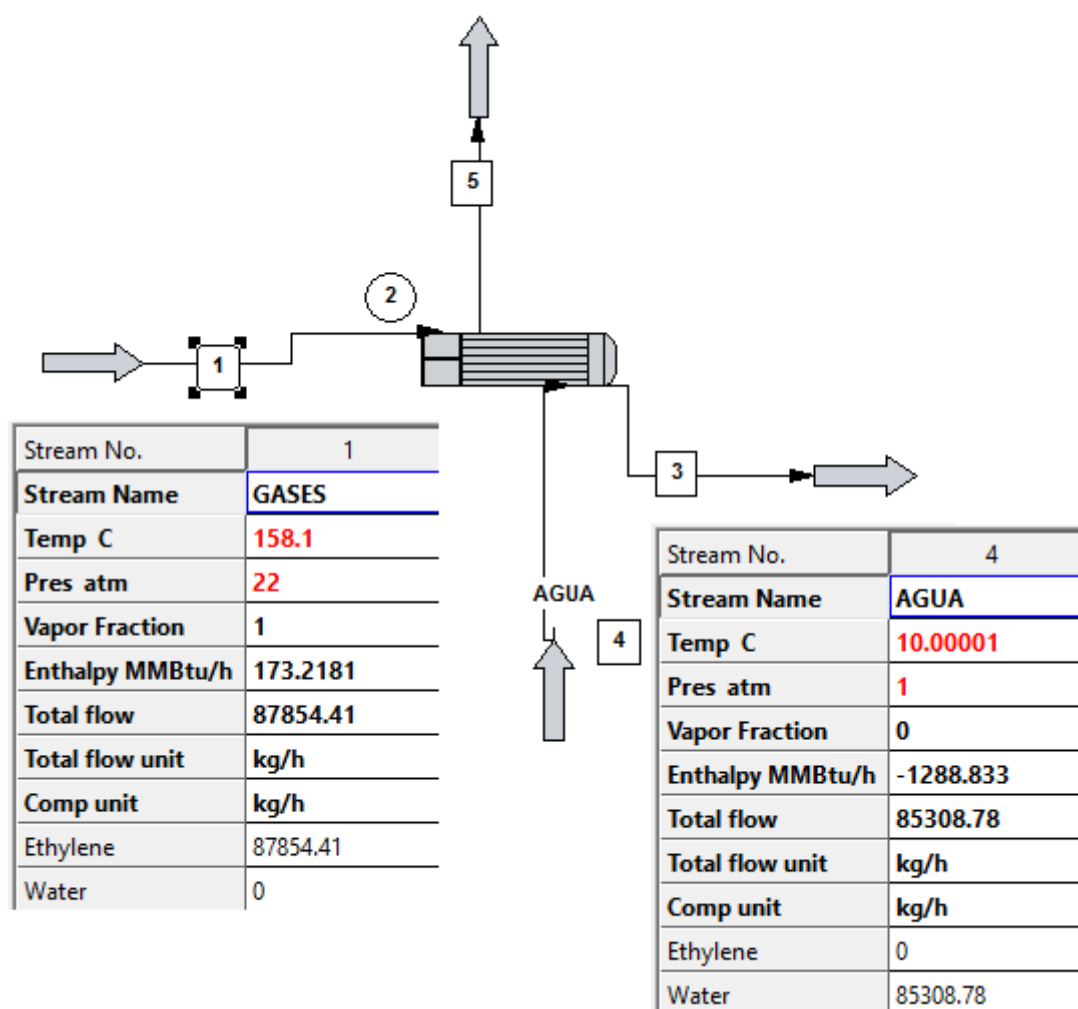 5
2
1
3
AGUA
4
Stream No. 1
Stream Name GASES
Temp C 158.1
Pres atm 22
Vapor Fraction 1
Enthalpy MMBtu/h 173.2181
Total flow 87854.41
Total flow unit kg/h
Comp unit kg/h
Ethylene 87854.41
Water 0
Stream No. 4
Stream Name AGUA
Temp C 10.00001
Pres atm 1
Vapor Fraction 0
Enthalpy MMBtu/h -1288.833
Total flow 85308.78
Total flow unit kg/h
Comp unit kg/h
Ethylene 0
Water 85308.78